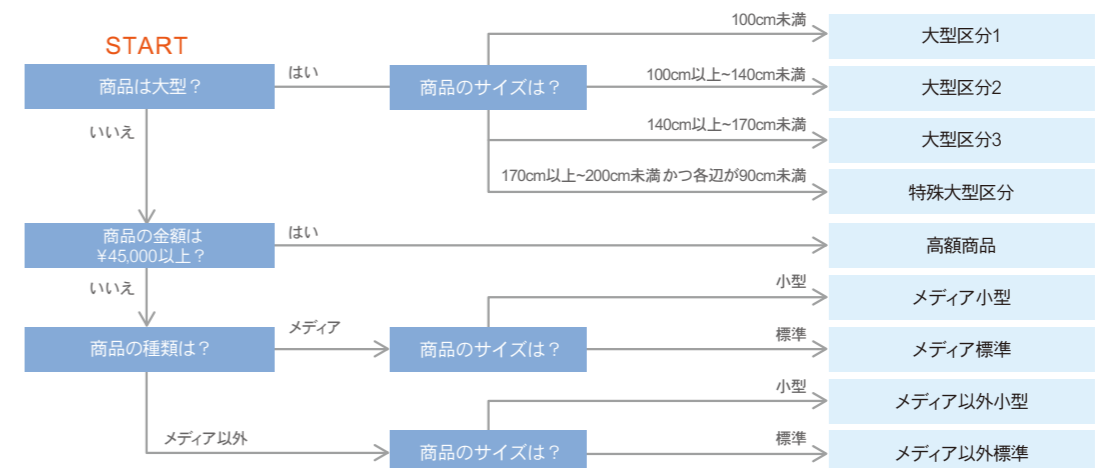 100cm未満
START
大型区分1
商品は大型？
はい
商品のサイズは？
100cm以上~140cm未満
大型区分2
いいえ
140cm以上~170cm未満
大型区分3
170cm以上~200cm未満 かつ各辺が90cm未満
特殊大型区分
商品の金額は
¥45,000以上？
はい
高額商品
いいえ
小型
メディア小型
商品の種類は？
メディア
商品のサイズは？
標準
メディア標準
小型
メディア以外小型
メディア以外
商品のサイズは？
標準
メディア以外標準